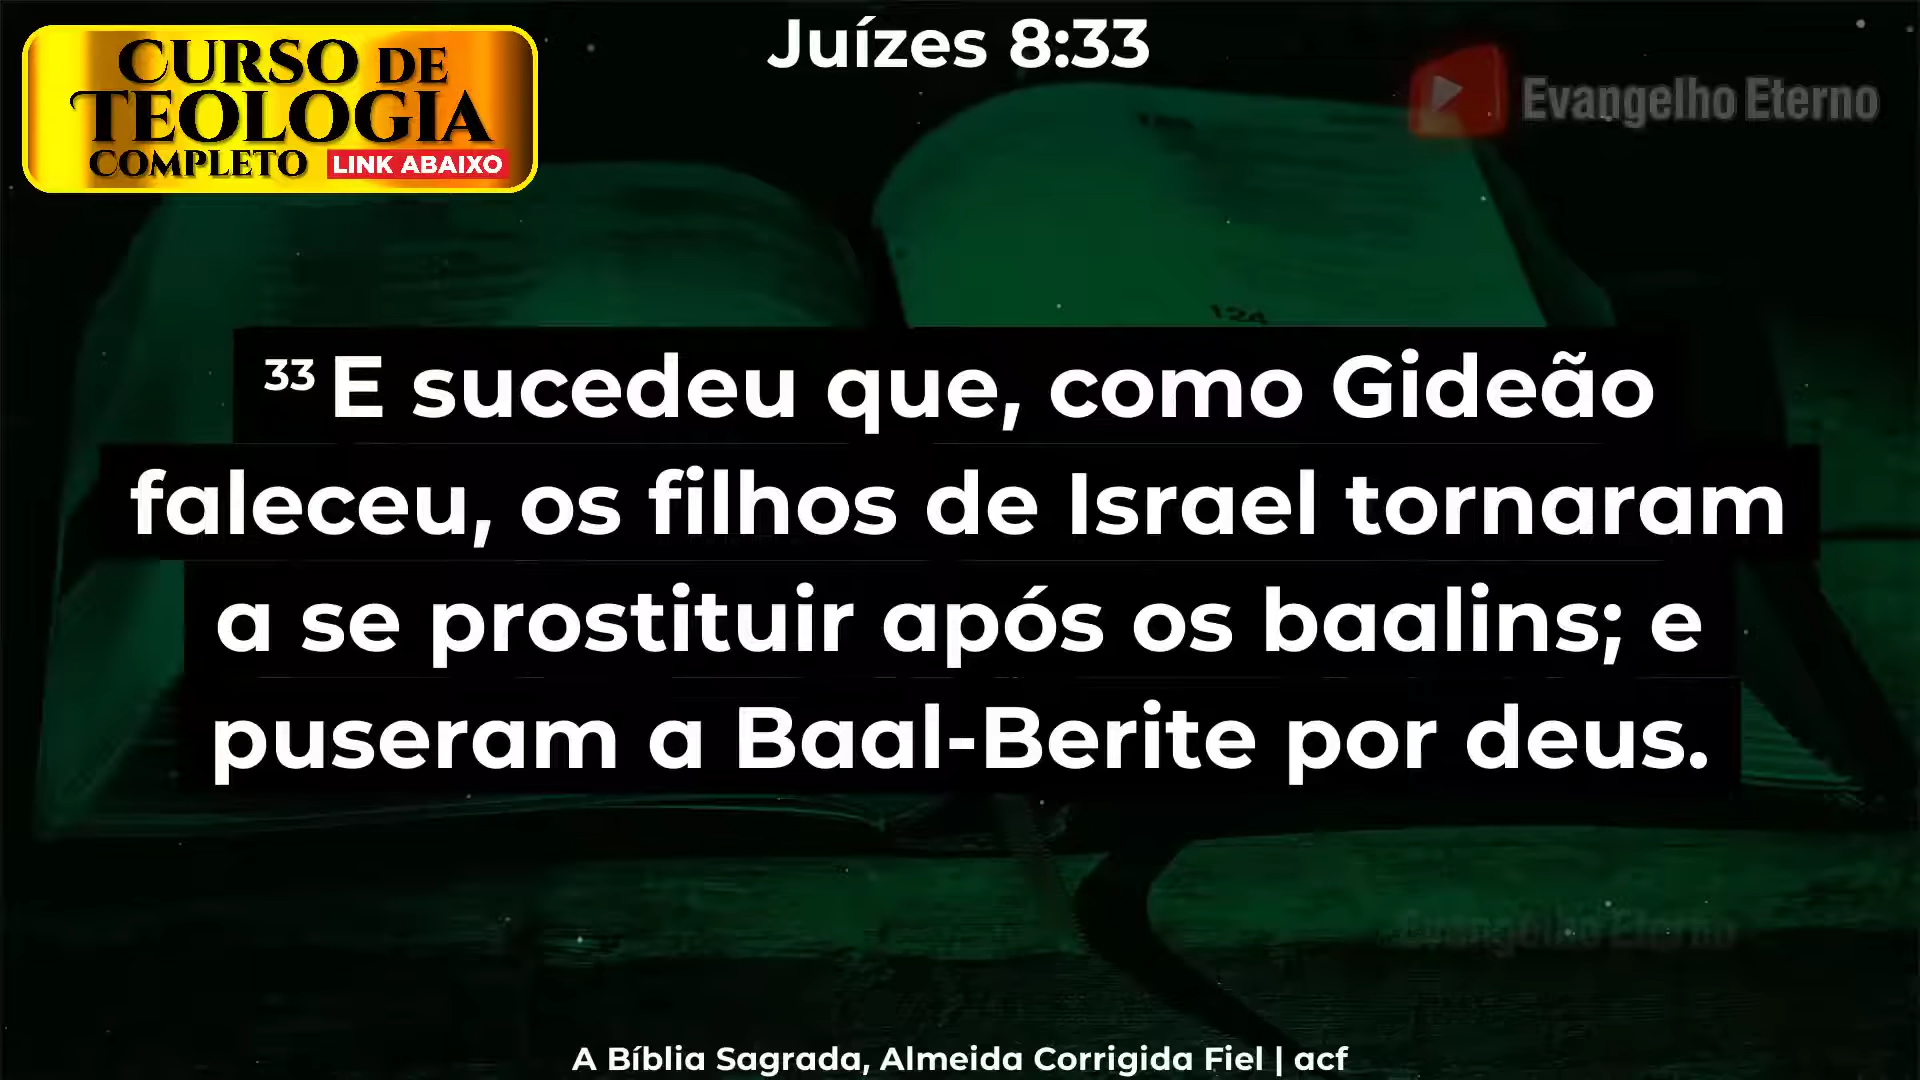 CURSO DE
TEOLOGIA
COMPLETO LINK ABAIXO
Juízes 8:33
Evangelho Eterno
33 E sucedeu que, como Gideão
faleceu, os filhos de Israel tornaram
a se prostituir após os baalins; e
puseram a Baal-Berite por deus.
Evangelho Eterno
A Bíblia Sagrada, Almeida Corrigida Fiel | acf